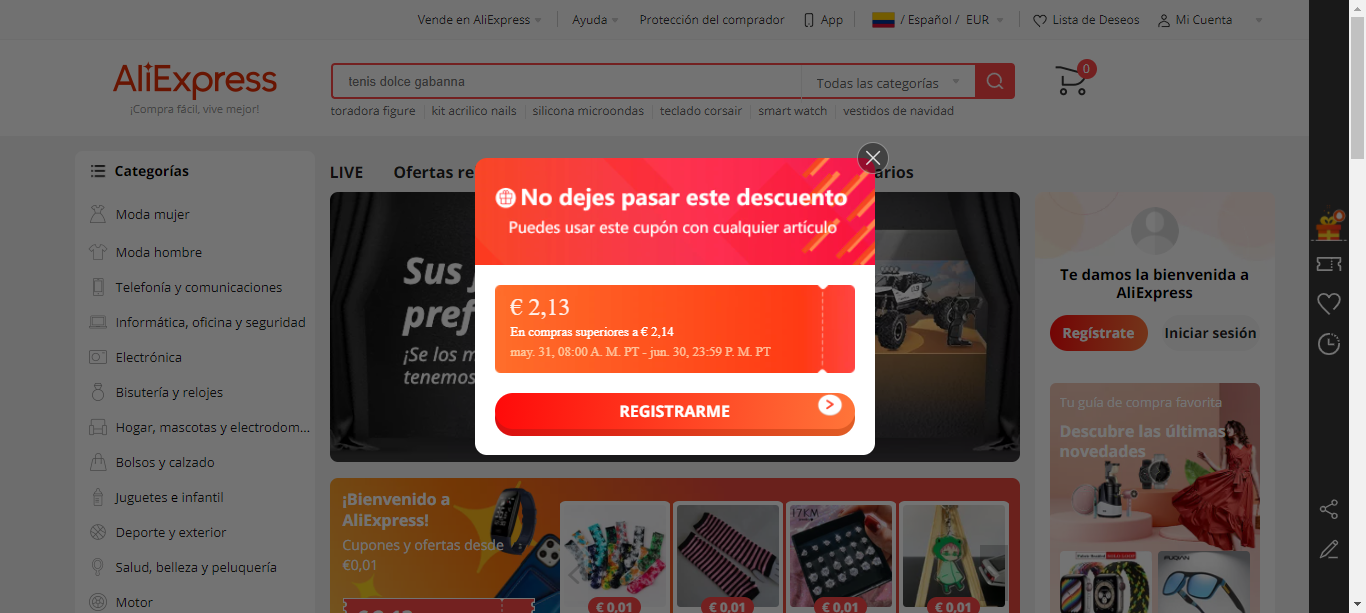 Vende en AliExpress
Ayuda
Protección del comprador
App
/ Español / EUR
Lista de Deseos
Mi Cuenta
AliExpress
¡Compra fácil, vive mejor!
tenis dolce gabanna
Todas las categorías
0
toradora figure
kit acrilico nails
silicona microondas
teclado corsair
smart watch
vestidos de navidad
Categorías
Moda mujer
Moda hombre
Telefonía y comunicaciones
Informática, oficina y seguridad
Electrónica
Bisutería y relojes
Hogar, mascotas y electrodom...
Bolsos y calzado
Juguetes e infantil
Deporte y exterior
Salud, belleza y peluquería
Motor
LIVE
Ofertas re
arios
Sus
pref
¡Se los m
tenemos
No dejes pasar este descuento
Puedes usar este cupón con cualquier artículo
€ 2,13
En compras superiores a € 2,14
may. 31, 08:00 A. M. PT - jun. 30, 23:59 P. M. PT
REGISTRARME
Te damos la bienvenida a
AliExpress
Regístrate
Iniciar sesión
Tu guía de compra favorita
Descubre las últimas
novedades
¡Bienvenido a
AliExpress!
Cupones y ofertas desde
€0,01
€ 0,01
€ 0,01
€ 0,01
€ 0,01